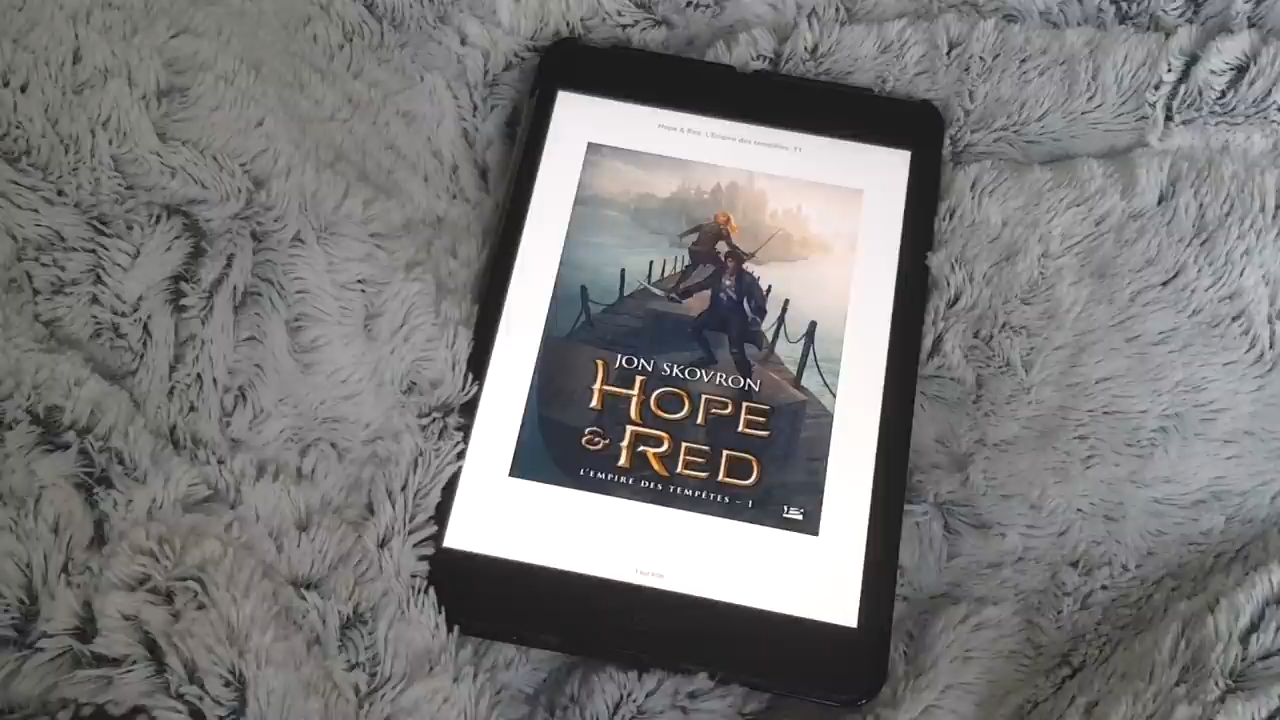 Hope & Red: L'Empire des tempêtes, T1
JON SKOVRON
HOPE
& RED
L'EMPIRE DES TEMPÊTES – 1